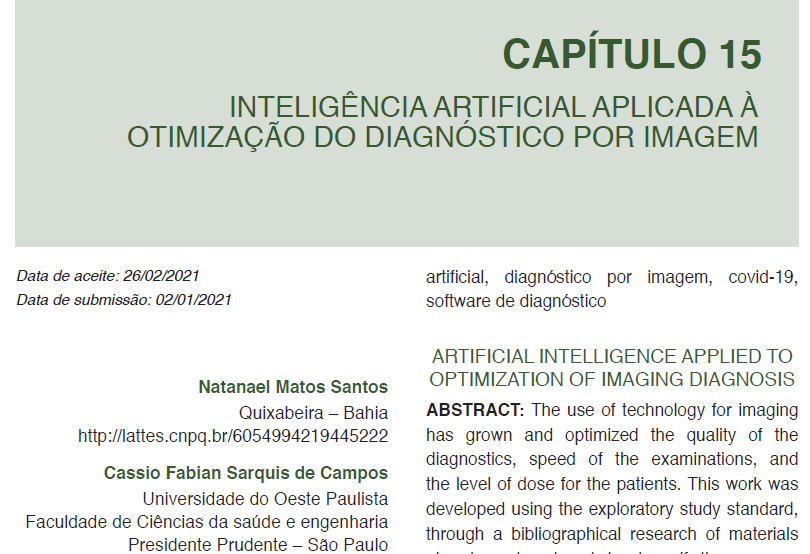 CAPÍTULO 15
INTELIGÊNCIA ARTIFICIAL APLICADA À
OTIMIZAÇÃO DO DIAGNÓSTICO POR IMAGEM
Data de aceite: 26/02/2021
Data de submissão: 02/01/2021
Natanael Matos Santos
Quixabeira – Bahia
http://lattes.cnpq.br/6054994219445222
Cassio Fabian Sarquis de Campos
Universidade do Oeste Paulista
Faculdade de Ciências da saúde e engenharia
Presidente Prudente – São Paulo
artificial, diagnóstico por imagem, covid-19,
software de diagnóstico
ARTIFICIAL INTELLIGENCE APPLIED TO
OPTIMIZATION OF IMAGING DIAGNOSIS
ABSTRACT: The use of technology for imaging
has grown and optimized the quality of the
diagnostics, speed of the examinations, and
the level of dose for the patients. This work was
developed using the exploratory study standard,
through a bibliographical research of materials